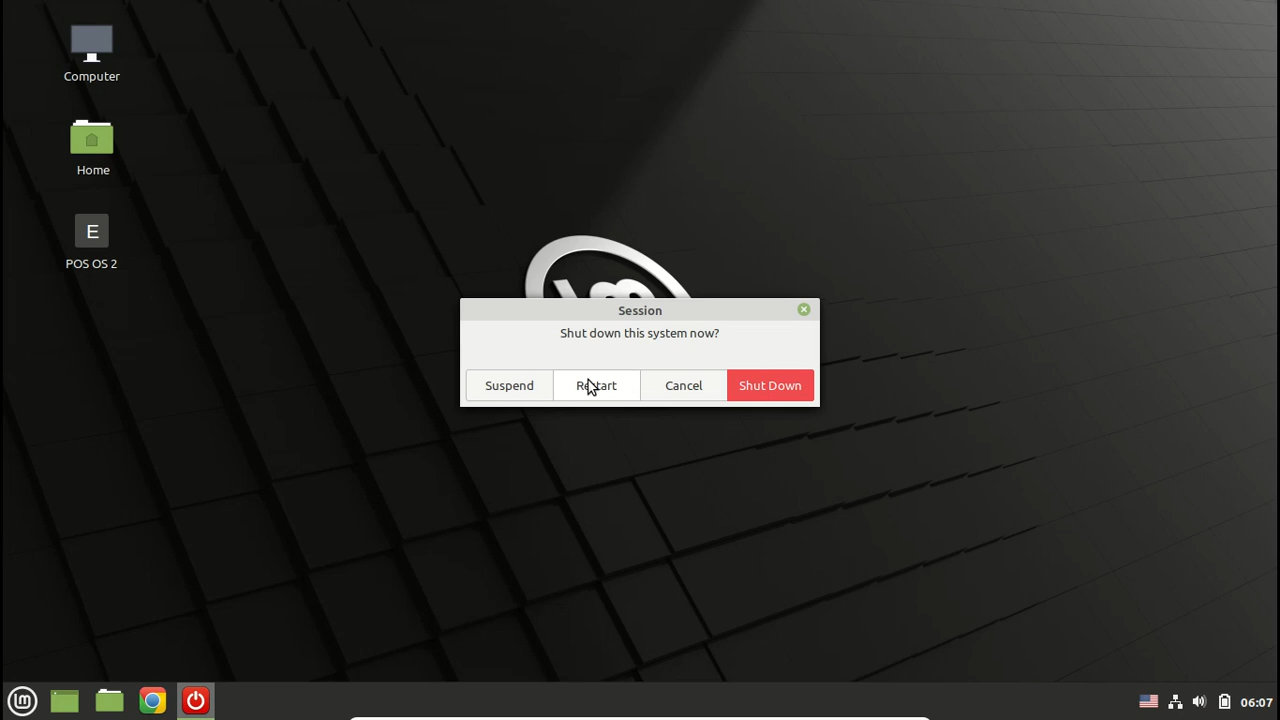 Computer
Home
E
POS OS 2
Session
Shut down this system now?
Suspend
Restart
Cancel
Shut Down
06:07